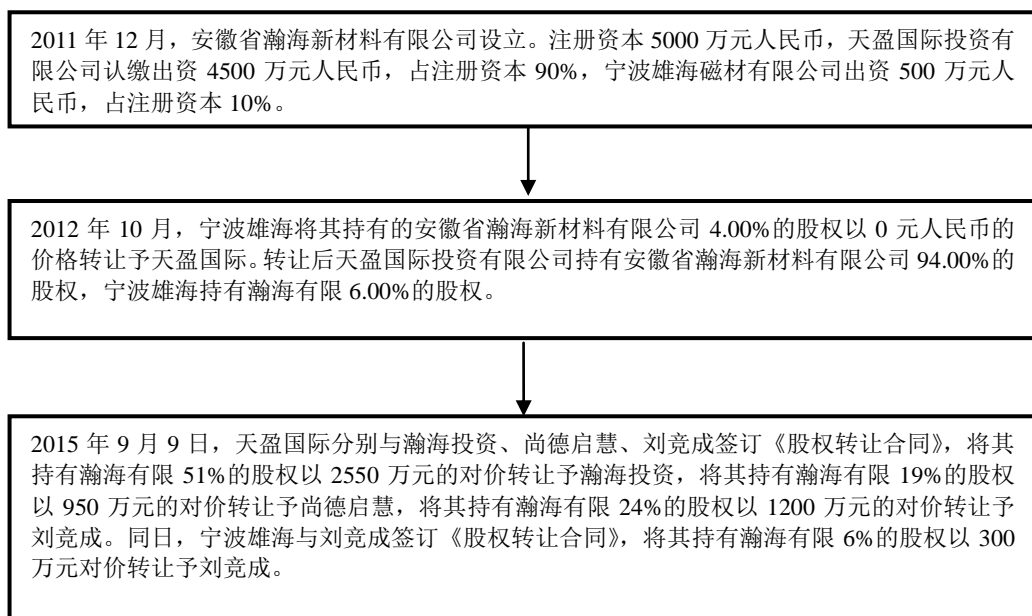 2011 年 12 月，安徽省瀚海新材料有限公司设立。注册资本 5000 万元人民币，天盈国际投资有
限公司认缴出资 4500 万元人民币，占注册资本 90%，宁波雄海磁材有限公司出资 500 万元人
民币，占注册资本 10%。
2012 年 10 月，宁波雄海将其持有的安徽省瀚海新材料有限公司 4.00%的股权以 0 元人民币的
价格转让予天盈国际。转让后天盈国际投资有限公司持有安徽省瀚海新材料有限公司 94.00%的
股权，宁波雄海持有瀚海有限 6.00%的股权。
2015 年 9 月 9 日，天盈国际分别与瀚海投资、尚德启慧、刘竞成签订《股权转让合同》，将其
持有瀚海有限 51%的股权以 2550 万元的对价转让予瀚海投资，将其持有瀚海有限 19%的股权
以 950 万元的对价转让予尚德启慧，将其持有瀚海有限 24%的股权以 1200 万元的对价转让予
刘竞成。同日，宁波雄海与刘竞成签订《股权转让合同》，将其持有瀚海有限 6%的股权以 300
万元对价转让予刘竞成。